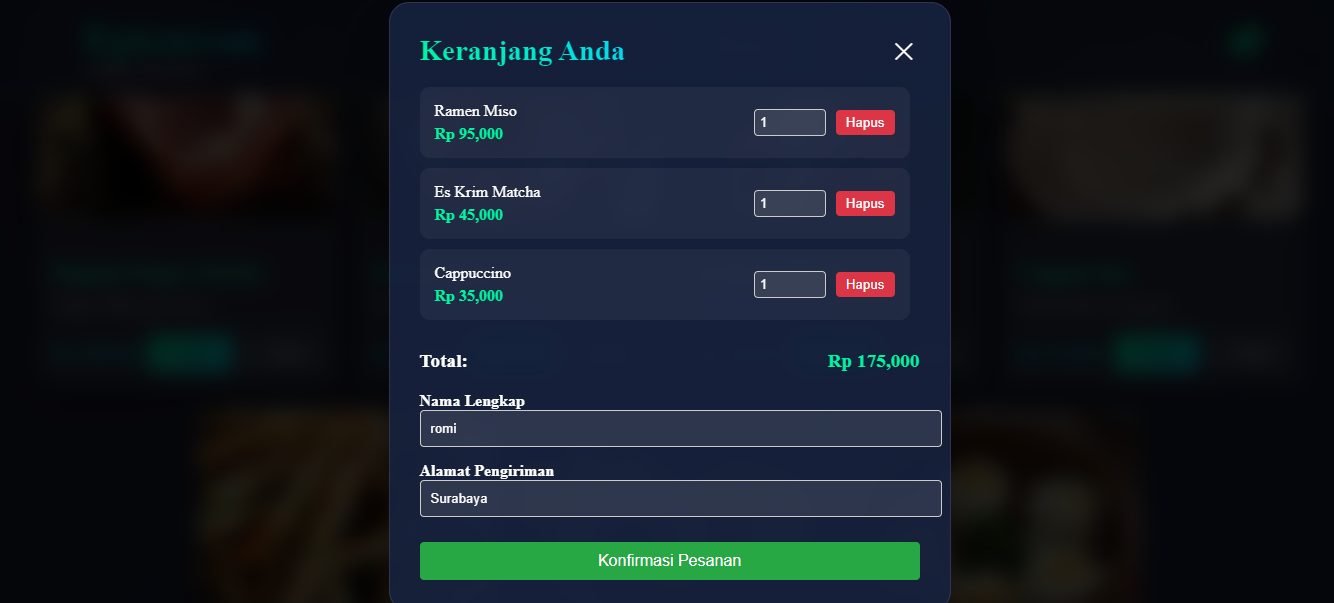 Keranjang Anda
Ramen Miso
Rp 95,000
1
Hapus
Es Krim Matcha
Rp 45,000
1
Hapus
Cappuccino
Rp 35,000
1
Hapus
Total:
Rp 175,000
Nama Lengkap
romi
Alamat Pengiriman
Surabaya
Konfirmasi Pesanan